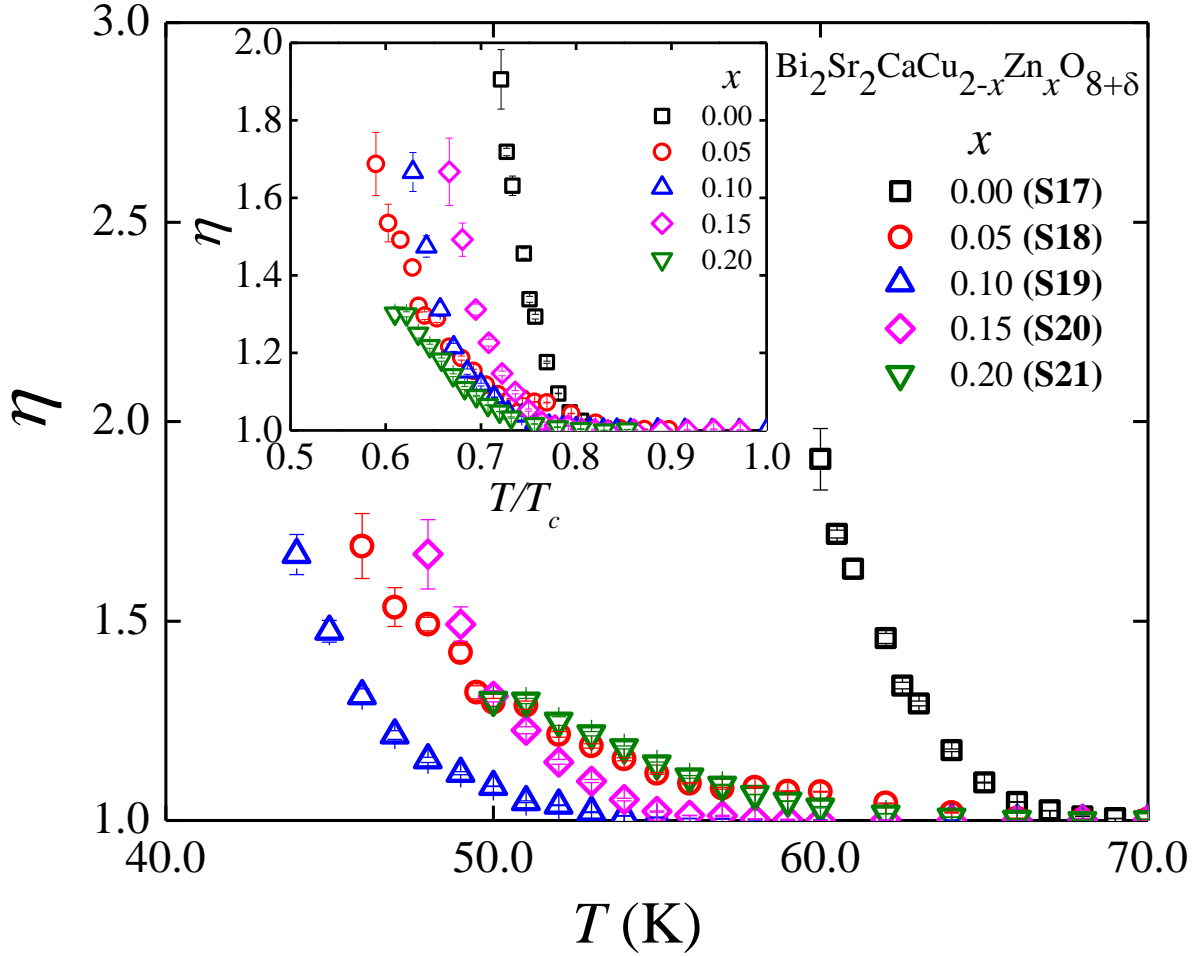 Bi2Sr2CaCu2-xZnxO8+δ
x
0.00 (S17)
0.05 (S18)
0.10 (S19)
0.15 (S20)
0.20 (S21)
x
0.00
0.05
0.10
0.15
0.20
2.0
1.8
1.6
1.4
1.2
1.0
η
0.5 0.6 0.7 0.8 0.9 1.0
T/Tc
3.0
2.5
2.0
1.5
1.0
η
40.0 50.0 60.0 70.0
T (K)